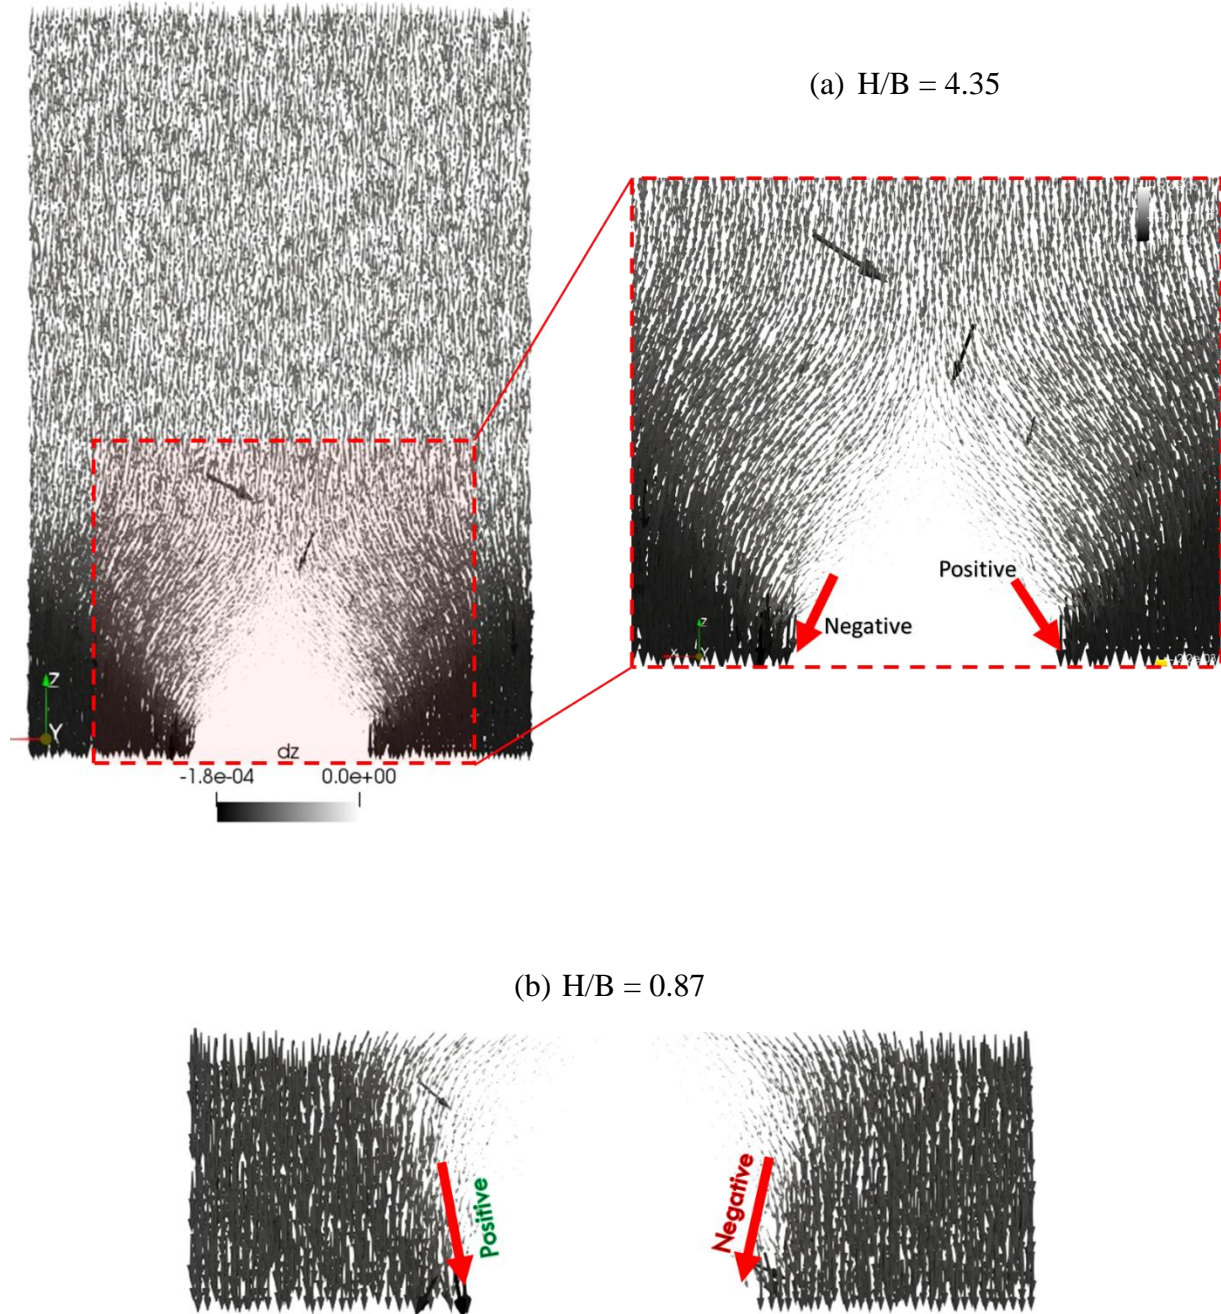 (a) H/B = 4.35
Positive
Negative
z
X
Y
Z
Y
dz
-1.8e-04 0.0e+00
(b) H/B = 0.87
Positive
Negative